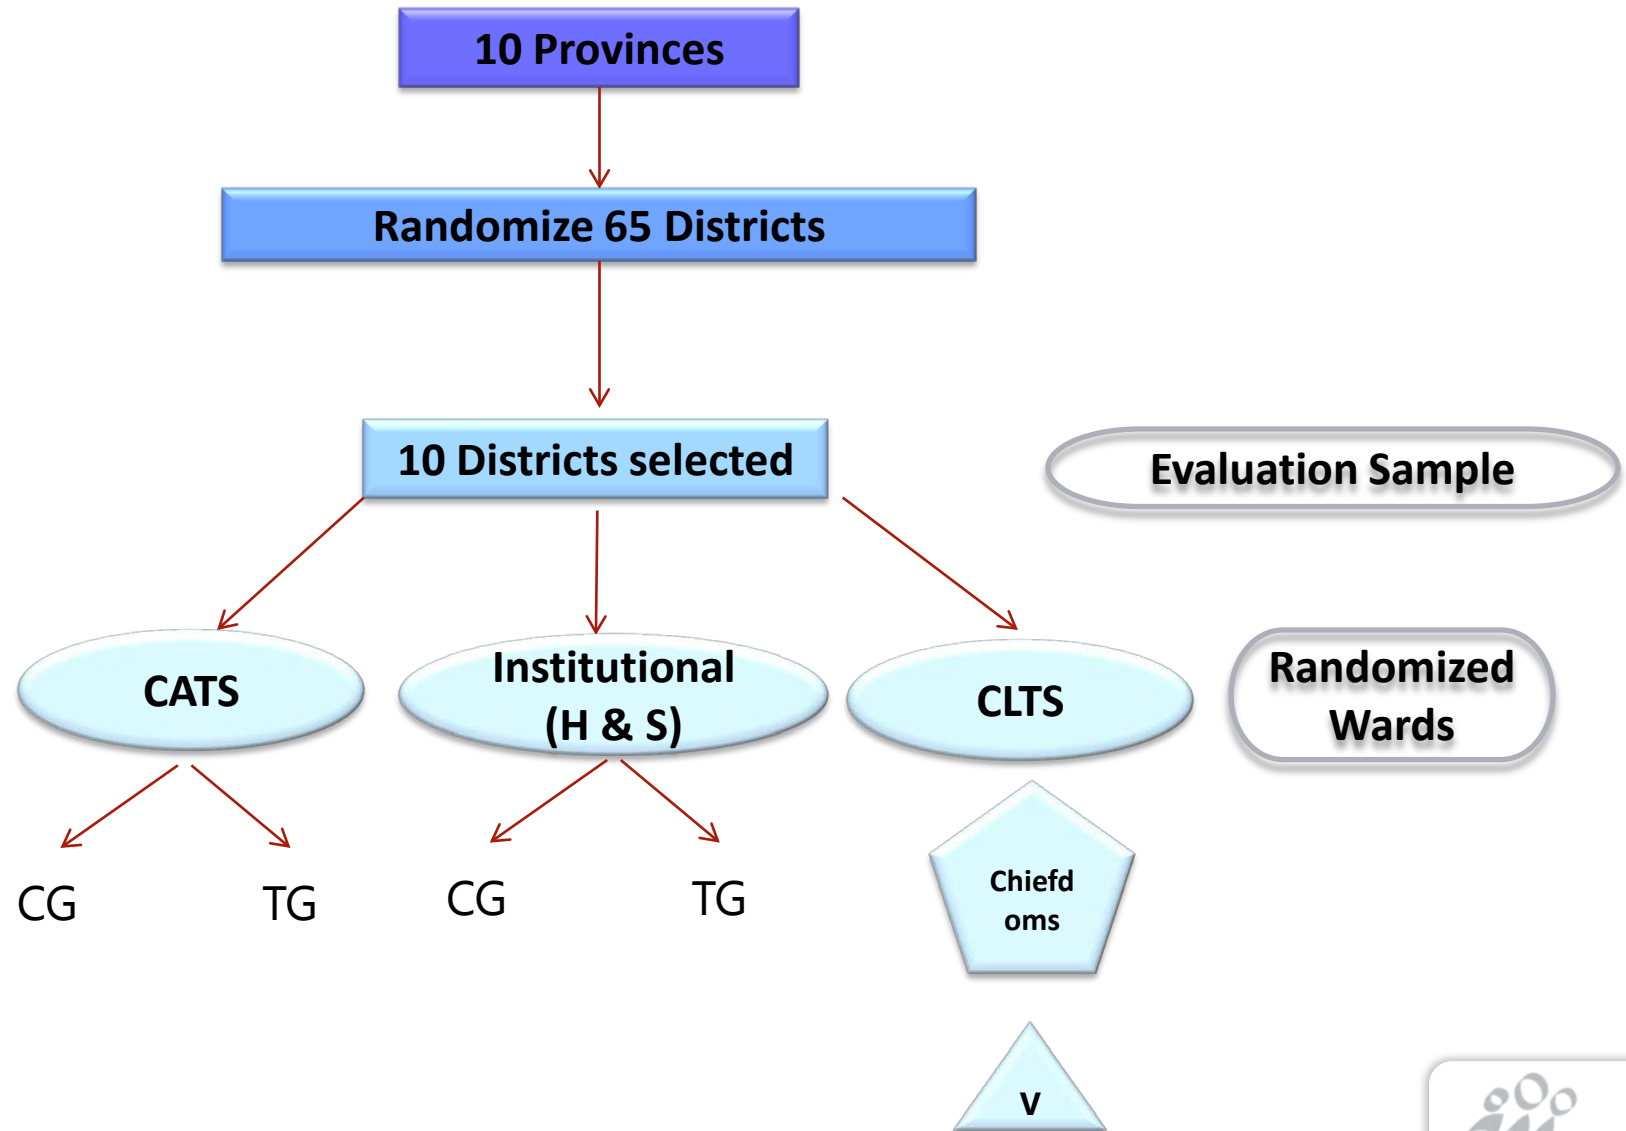 10 Provinces
Randomize 65 Districts
10 Districts selected
Evaluation Sample
CATS
Institutional
(H & S)
CLTS
Randomized
Wards
CG
TG
CG
TG
Chiefd
oms
V